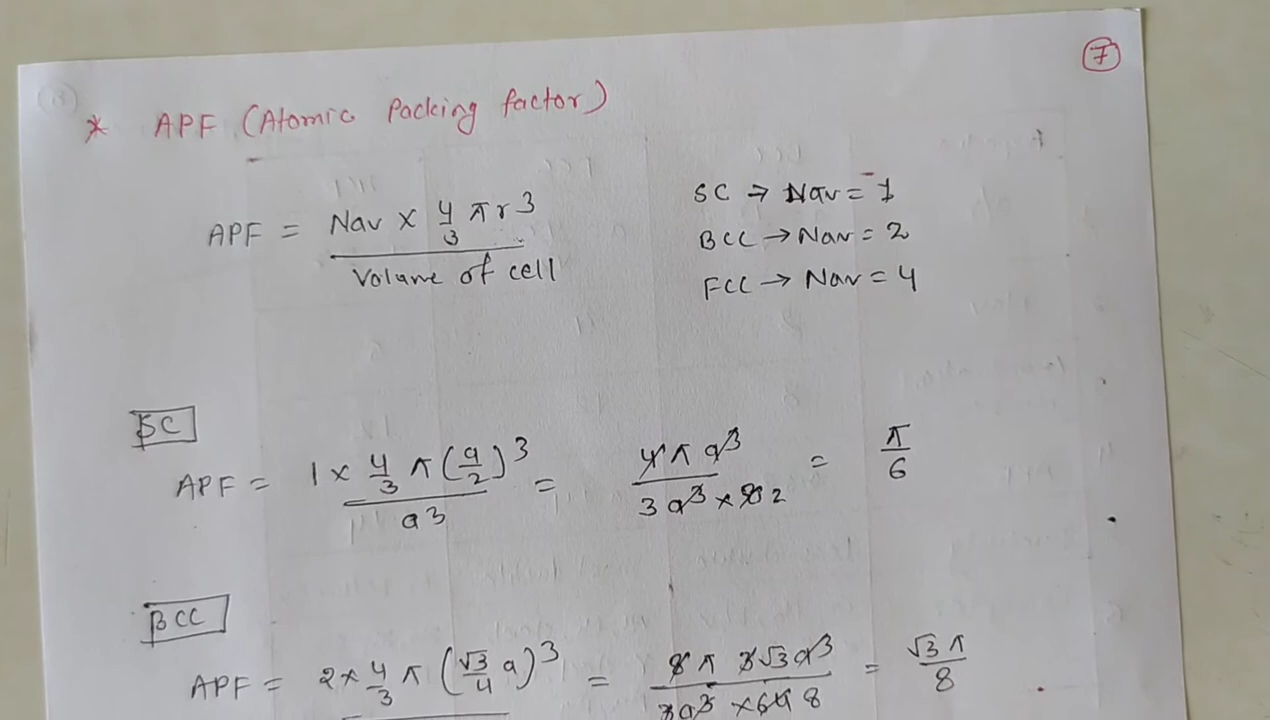 7
* APF (Atomic Packing factor)
APF = Nav × 4/3 π r3 / Volume of cell
SC ⇒ Nav = 1
BCC → Nav = 2
FCC → Nav = 4
SC
APF = 1 × 4/3 π (a/2)^3 / a3 = 4 π a3 / 3 a3 × 8 2 = π/6
BCC
APF = 2 × 4/3 π (√3/4 a)^3 = 8 π 3√3 a3 / 3a3 × 64 8 = √3 π / 8